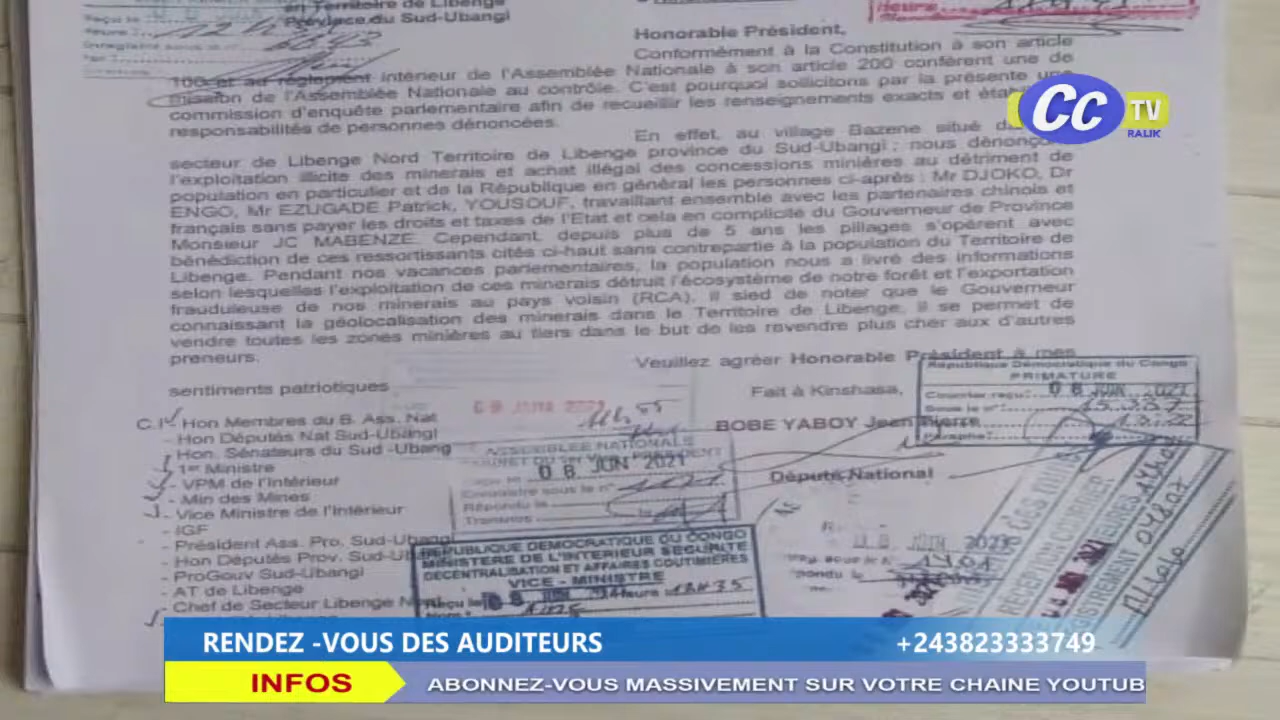 en Territoire de Libenge
Province du Sud-Ubangi
Honorable Président,
Conformément à la Constitution à son article
100 et au règlement intérieur de l'Assemblée Nationale à son article 200 confèrent une de
mission de l'Assemblée Nationale au contrôle. C'est pourquoi sollicitons par la présente une
commission d'enquête parlementaire afin de recueillir les renseignements exacts et
responsabilités de personnes dénoncées.
CC TV
RALIK
En effet, au village Bazene situé
secteur de Libenge Nord Territoire de Libenge province du Sud-Ubangi ; nous
l'exploitation illicite des minerais et achat illégal des concessions minières au détriment de
population en particulier et de la République en général les personnes ci-après : Mr DJOKO, Dr
ENGO, Mr EZUGADE Patrick, YOUSOUF, travaillant ensemble avec les partenaires chinois et
français sans payer les droits et taxes de l'Etat et cela en complicité du Gouverneur de Province
Monsieur JC MABENZE. Cependant, depuis plus de 5 ans les pillages s'opèrent avec
bénédiction de ces ressortissants cités ci-haut sans contrepartie à la population du Territoire de
Libenge. Pendant nos vacances parlementaires, la population nous a livré des informations
selon lesquelles l'exploitation de ces minerais détruit l'écosystème de notre forêt et l'exportation
frauduleuse de nos minerais au pays voisin (RCA). Il sied de noter que le Gouverneur
connaissant la géolocalisation des minerais dans le Territoire de Libenge, il se permet de
vendre toutes les zones minières au tiers dans le but de les revendre plus cher aux d'autres
preneurs.
Veuillez agréer Honorable Président à mes
sentiments patriotiques
Fait à Kinshasa,
République Démocratique du Congo
PRIMATURE
Courrier reçu: 08 JUN 2021
Sous le n°
Paraphe:
BOBE YABOY Jean Pierre
Député National
C.I
- Hon Membres du B. Ass. Nat
- Hon Députés Nat Sud-Ubangi
- Hon. Sénateurs du Sud -Ubang
- 1er Ministre
- VPM de l'Intérieur
- Min des Mines
- Vice Ministre de l'Intérieur
- IGF
- Président Ass. Pro. Sud-Ubang
- Hon Députés Prov. Sud-Ub
- ProGouv Sud-Ubangi
- AT de Libenge
- Chef de Secteur Libenge
ASSEMBLEE NATIONALE
08 JUN 2021
REPUBLIQUE DEMOCRATIQUE DU CONGO
MINISTERE DE L'INTERIEUR SECURITE
DECENTRALISATION ET AFFAIRES COUTUMIERES
VICE - MINISTRE
RENDEZ -VOUS DES AUDITEURS +243823333749
INFOS ABONNEZ-VOUS MASSIVEMENT SUR VOTRE CHAINE YOUTUB